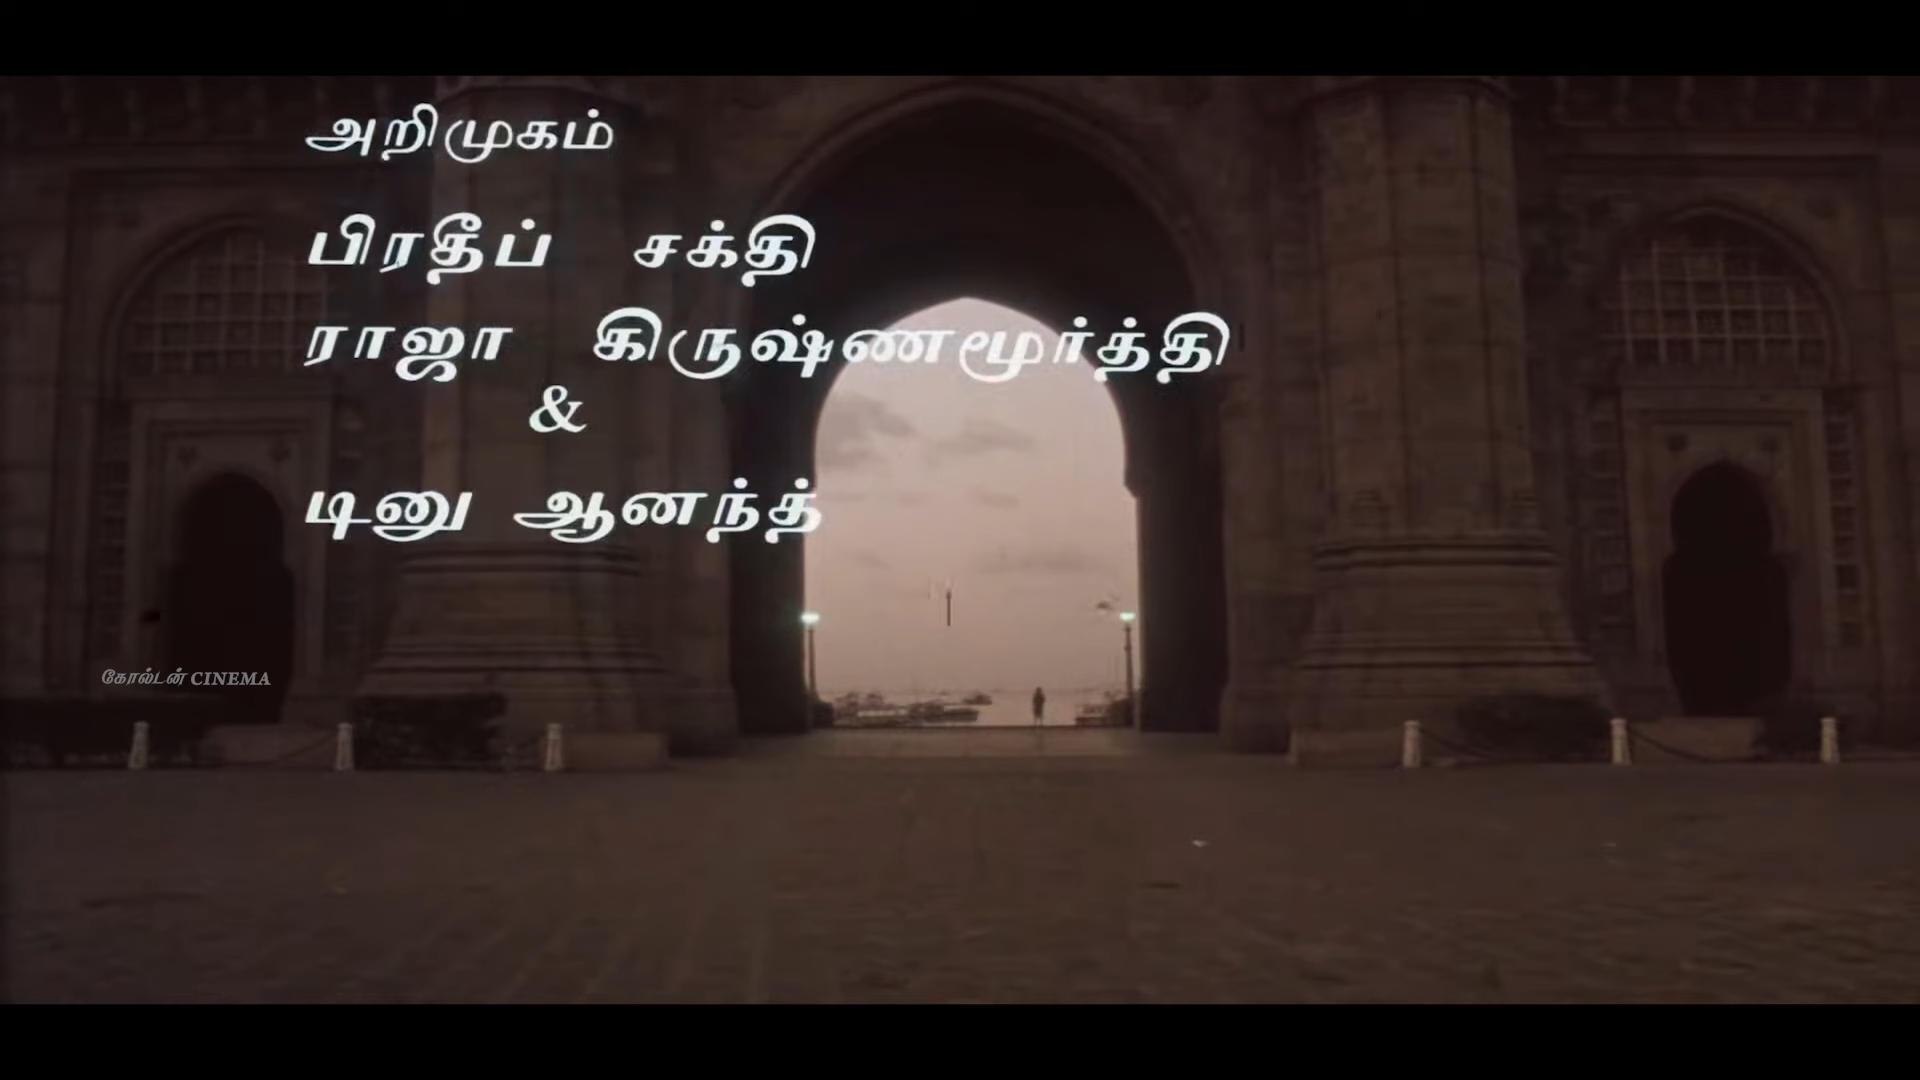 அறிமுகம்
பிரதீப் சக்தி
ராஜா கிருஷ்ணமூர்த்தி
&
டினு ஆனந்த்
கோல்டன் CINEMA